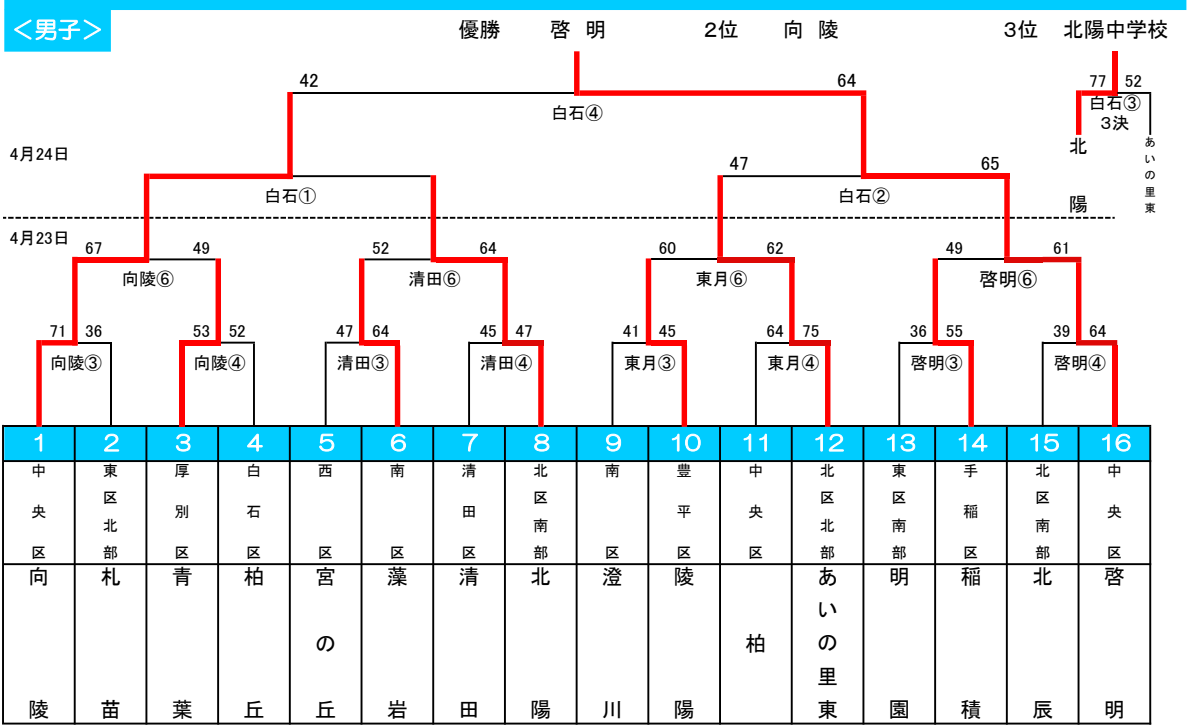 ＜男子＞
優勝 啓 明 2位 向 陵 3位 北陽中学校
42 64 77 52
白石④ 白石③
3決
4月24日 北陽 あいの里東
47 65
白石① 白石②
4月23日
67 49 52 64 60 62 49 61
向陵⑥ 清田⑥ 東月⑥ 啓明⑥
71 36 53 52 47 64 45 47 41 45 64 75 36 55 39 64
向陵③ 向陵④ 清田③ 清田④ 東月③ 東月④ 啓明③ 啓明④
1 2 3 4 5 6 7 8 9 10 11 12 13 14 15 16
中央区 東区北部 厚別区 白石区 西区 南区 清田区 北区南部 南区 豊平区 中央区 北区北部 東区南部 手稲区 北区南部 中央区
向陵 札苗 青葉 柏丘 宮の丘 藻岩 清田 北陽 澄川 陵陽 柏 あいの里東 明園 稲積 北辰 啓明